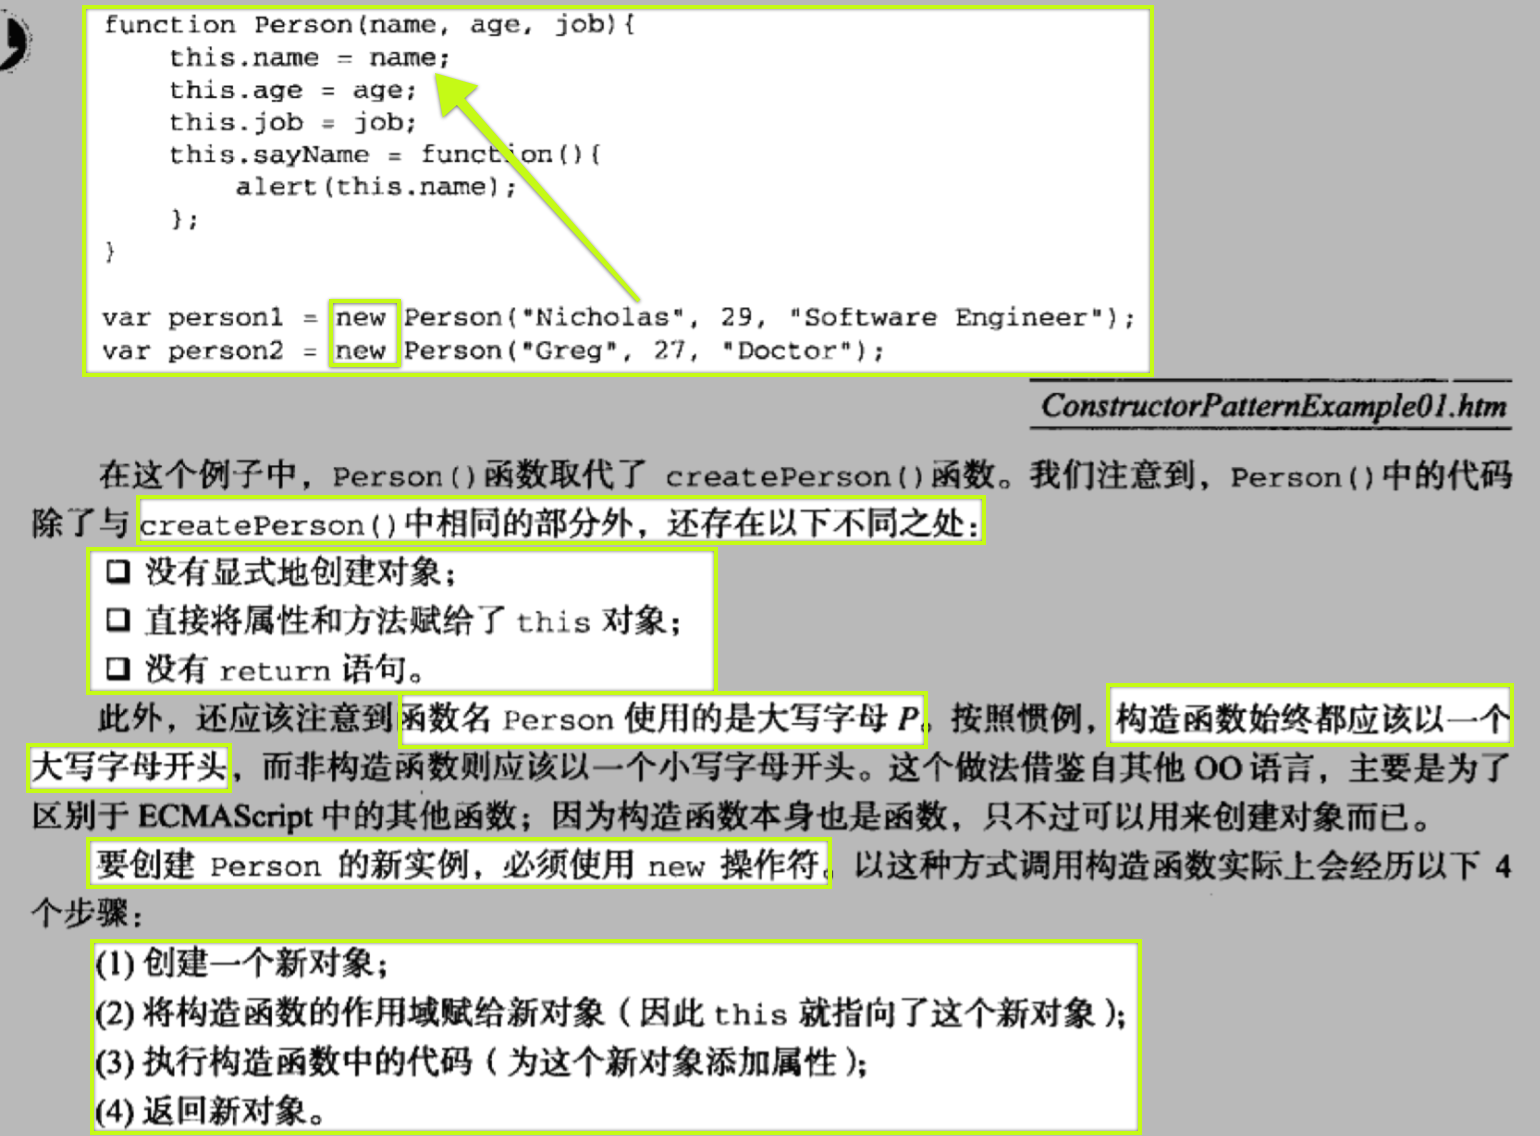 function Person(name, age, job){
this.name = name;
this.age = age;
this.job = job;
this.sayName = function(){
alert(this.name);
};
}
var person1 = new Person("Nicholas", 29, "Software Engineer");
var person2 = new Person("Greg", 27, "Doctor");
ConstructorPatternExample01.htm
在这个例子中，Person()函数取代了 createPerson()函数。我们注意到，Person()中的代码
除了与 createPerson()中相同的部分外，还存在以下不同之处：
❑ 没有显式地创建对象；
❑ 直接将属性和方法赋给了 this 对象；
❑ 没有 return 语句。
此外，还应该注意到函数名 Person 使用的是大写字母 P。按照惯例，构造函数始终都应该以一个
大写字母开头，而非构造函数则应该以一个小写字母开头。这个做法借鉴自其他 OO 语言，主要是为了
区别于 ECMAScript 中的其他函数；因为构造函数本身也是函数，只不过可以用来创建对象而已。
要创建 Person 的新实例，必须使用 new 操作符。以这种方式调用构造函数实际上会经历以下 4
个步骤：
(1) 创建一个新对象；
(2) 将构造函数的作用域赋给新对象（因此 this 就指向了这个新对象）；
(3) 执行构造函数中的代码（为这个新对象添加属性）；
(4) 返回新对象。